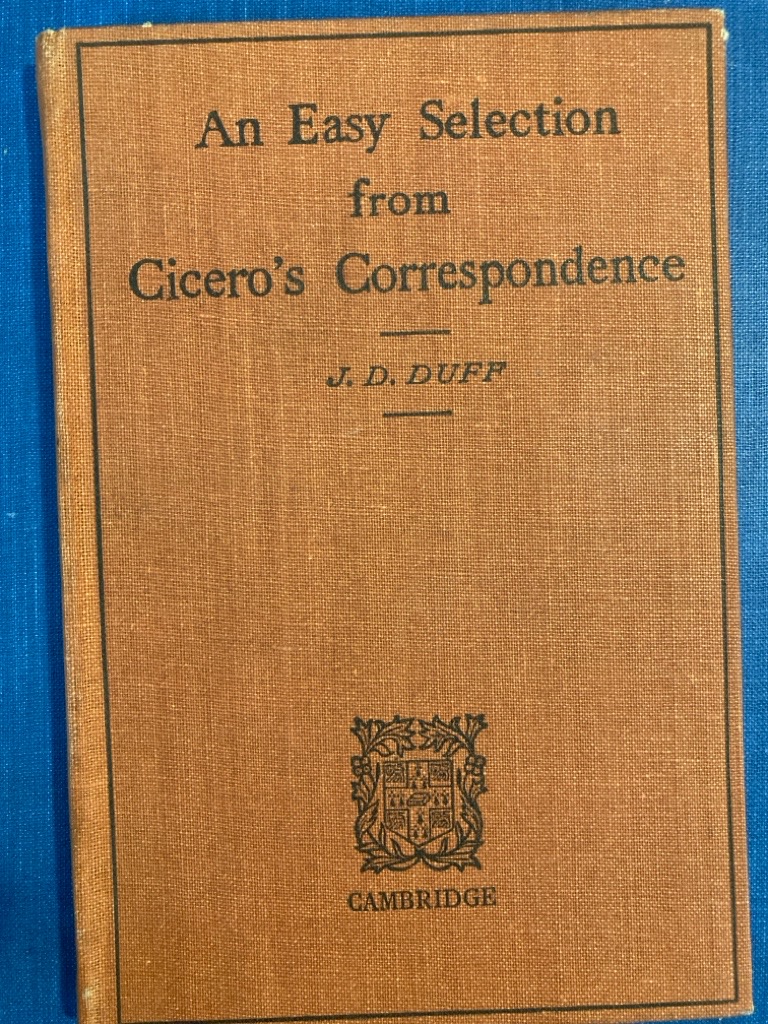 An Easy Selection
from
Cicero's Correspondence
J. D. DUFF
CAMBRIDGE